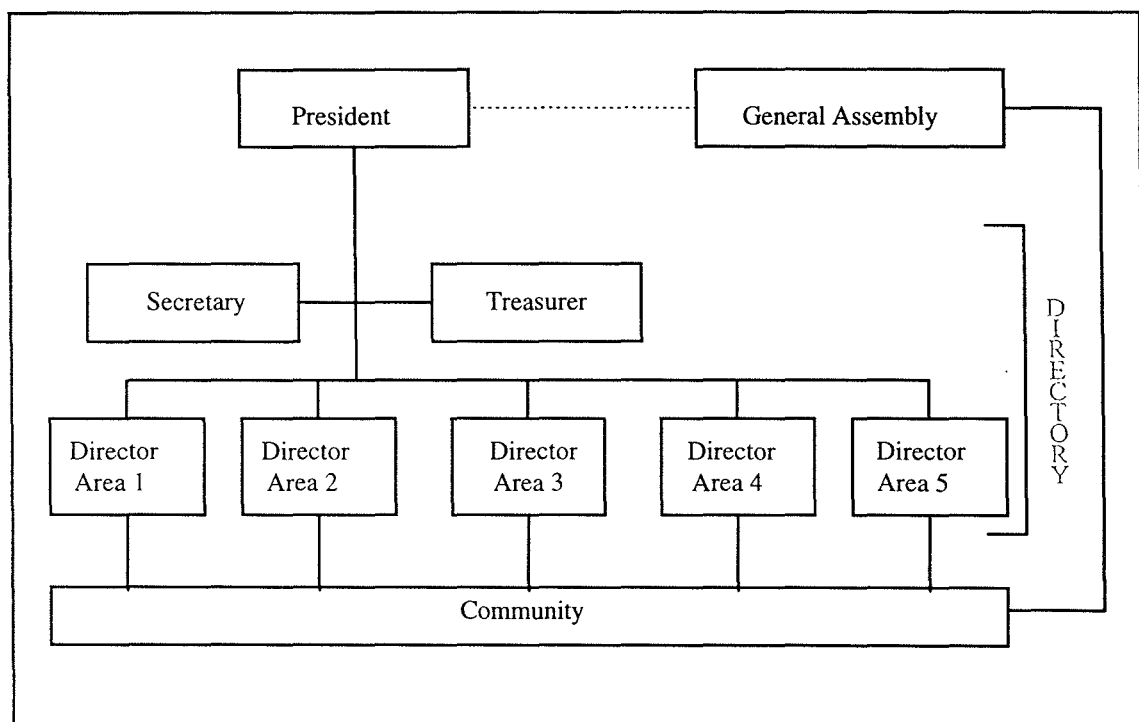 President
General Assembly
Secretary
Treasurer
DIRECTORY
Director
Area 1
Director
Area 2
Director
Area 3
Director
Area 4
Director
Area 5
Community